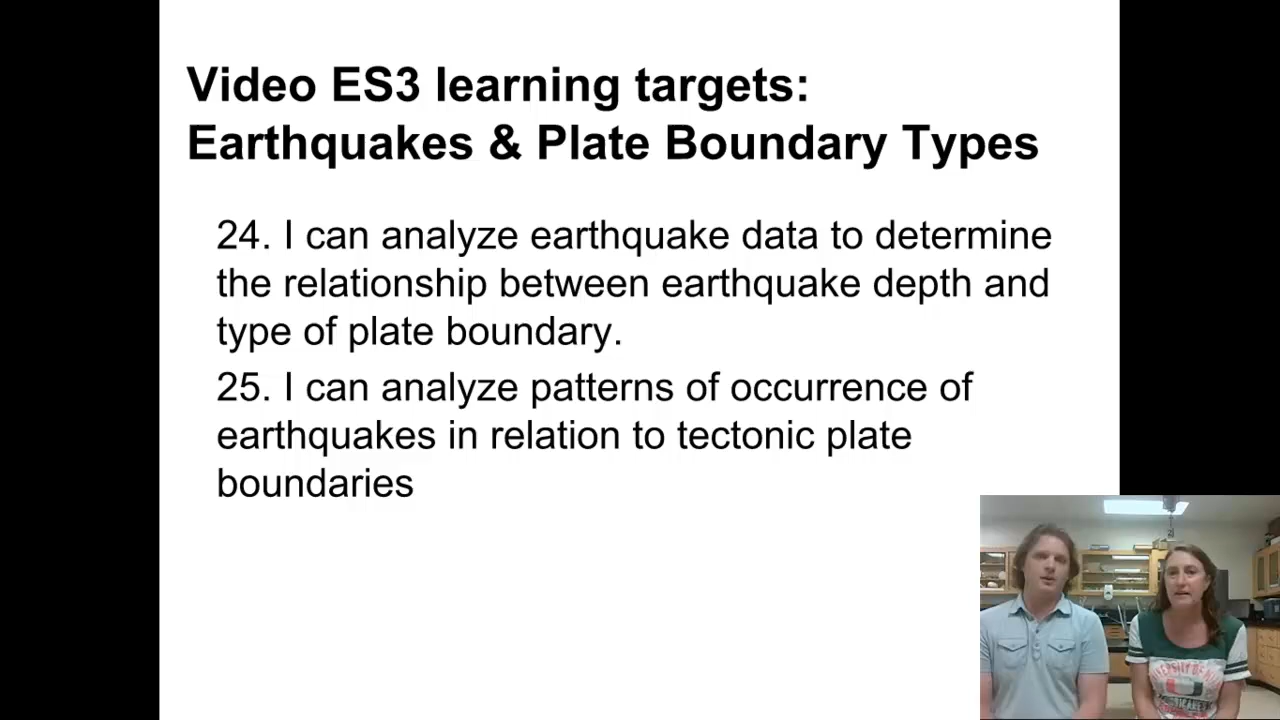 Video ES3 learning targets:
Earthquakes & Plate Boundary Types
24. I can analyze earthquake data to determine
the relationship between earthquake depth and
type of plate boundary.
25. I can analyze patterns of occurrence of
earthquakes in relation to tectonic plate
boundaries